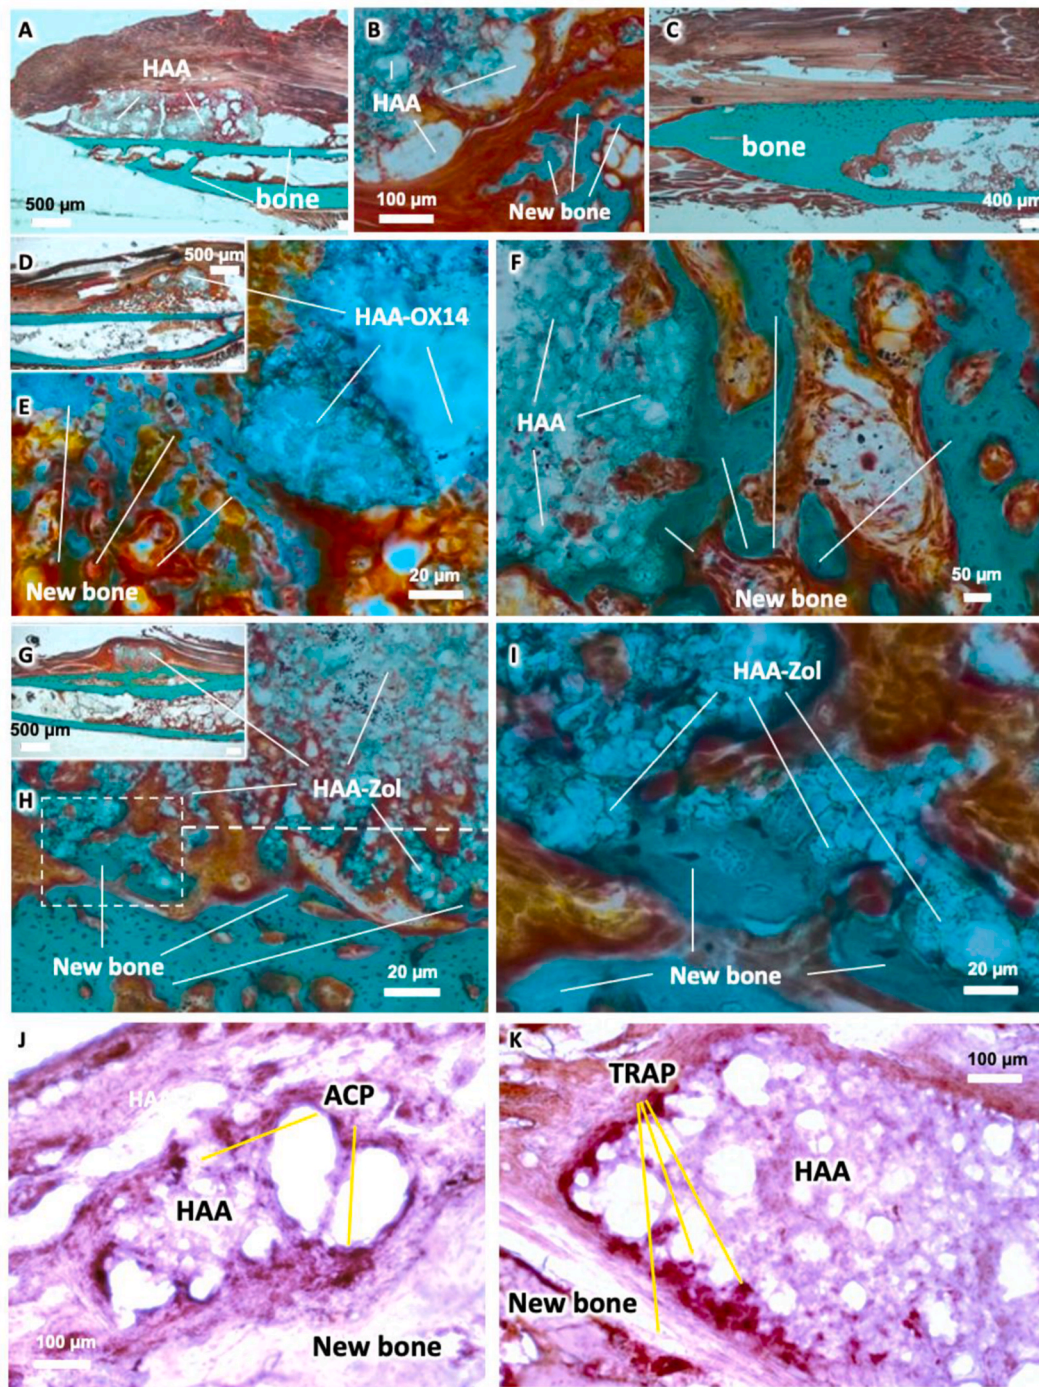 A
HAA
bone
500 µm
B
HAA
100 µm
New bone
C
bone
400 µm
D
500 µm
HAA-OX14
E
New bone
20 µm
F
HAA
New bone
50 µm
G
500 µm
HAA-Zol
H
New bone
20 µm
I
HAA-Zol
New bone
20 µm
J
ACP
HAA
New bone
100 µm
K
100 µm
TRAP
HAA
New bone